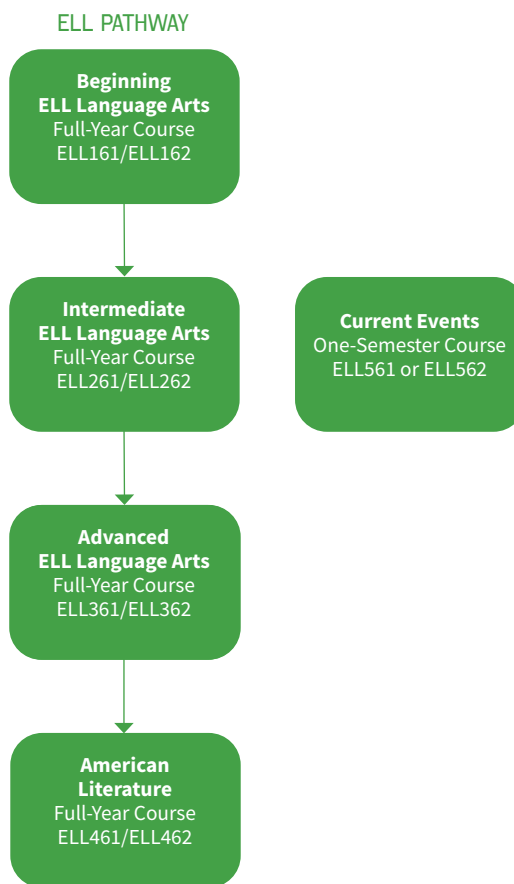 ELL PATHWAY
Beginning
ELL Language Arts
Full-Year Course
ELL161/ELL162
Intermediate
ELL Language Arts
Full-Year Course
ELL261/ELL262
Current Events
One-Semester Course
ELL561 or ELL562
Advanced
ELL Language Arts
Full-Year Course
ELL361/ELL362
American
Literature
Full-Year Course
ELL461/ELL462